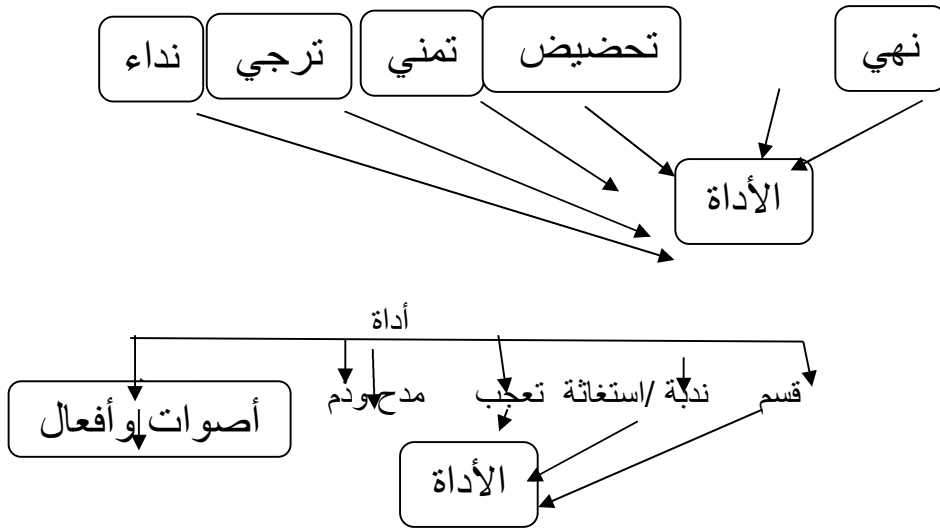 نهي تحضيض تمني ترجي نداء
الأداة
أداة
قسم ندبة /استغاثة تعجب مدح وذم أصوات وأفعال
الأداة